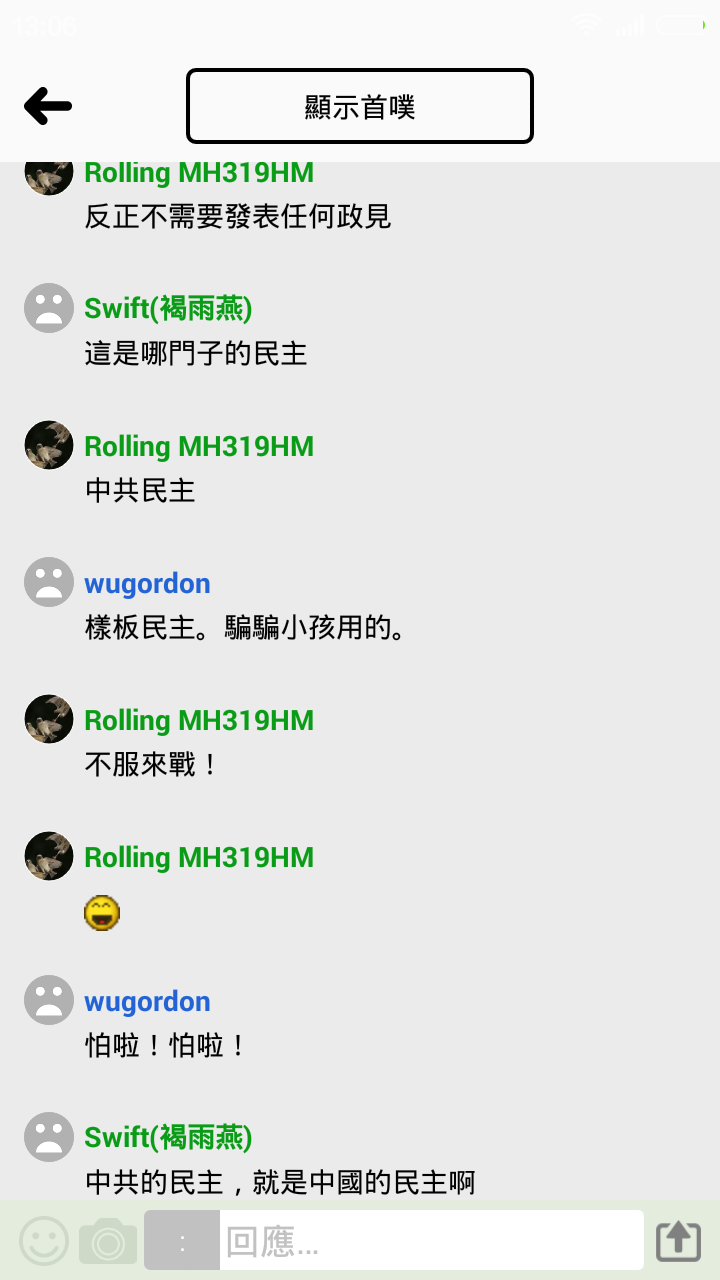 13:06
顯示首噗
Rolling MH319HM
反正不需要發表任何政見
Swift(褐雨燕)
這是哪門子的民主
Rolling MH319HM
中共民主
wugordon
樣板民主。騙騙小孩用的。
Rolling MH319HM
不服來戰！
Rolling MH319HM
wugordon
怕啦！怕啦！
Swift(褐雨燕)
中共的民主，就是中國的民主啊
:
回應...